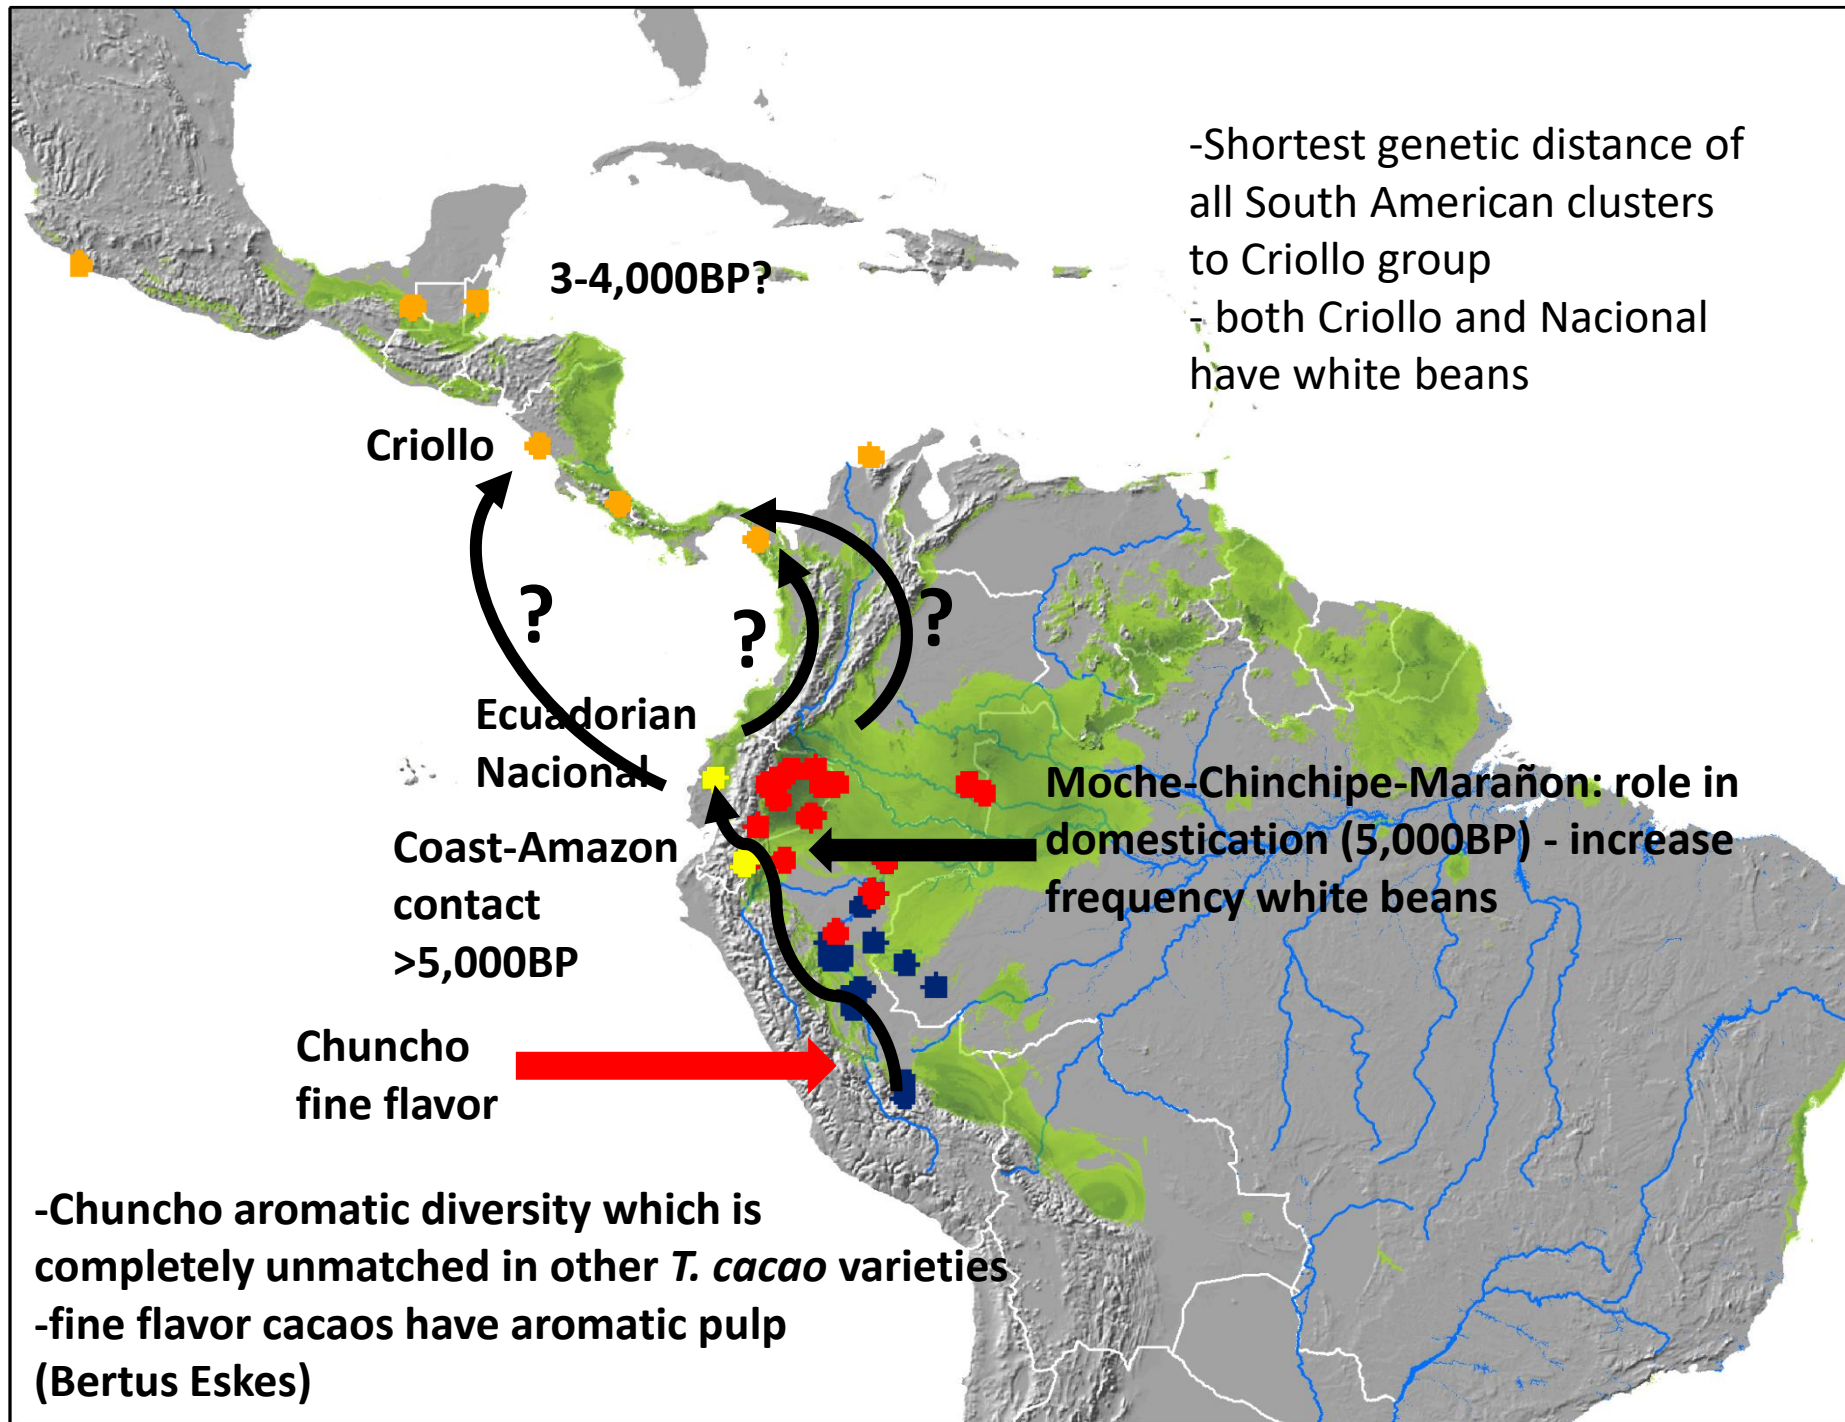 -Shortest genetic distance of
all South American clusters
to Criollo group
- both Criollo and Nacional
have white beans
3-4,000BP?
Criollo
?
?
?
Ecuadorian
Nacional
Moche-Chinchipe-Marañon: role in
domestication (5,000BP) - increase
frequency white beans
Coast-Amazon
contact
>5,000BP
Chuncho
fine flavor
-Chuncho aromatic diversity which is
completely unmatched in other T. cacao varieties
-fine flavor cacaos have aromatic pulp
(Bertus Eskes)